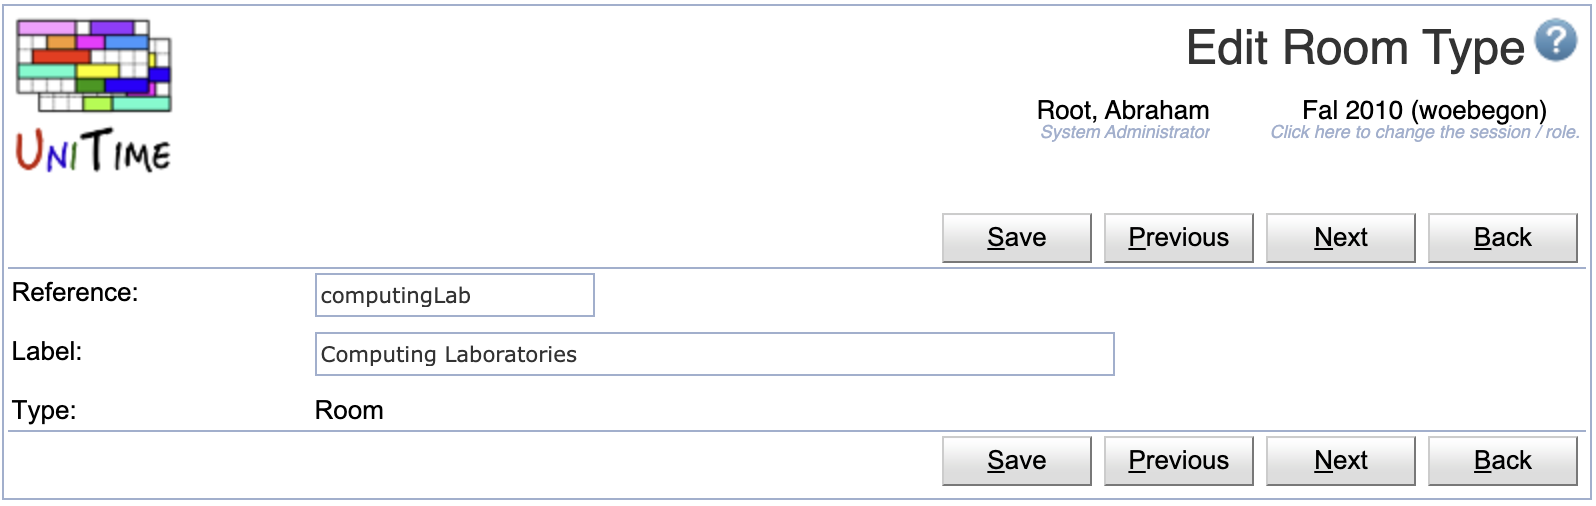 UniTime
Edit Room Type
Root, Abraham
System Administrator
Fal 2010 (woebegon)
Click here to change the session / role.
Save Previous Next Back
Reference: computingLab
Label: Computing Laboratories
Type: Room
Save Previous Next Back